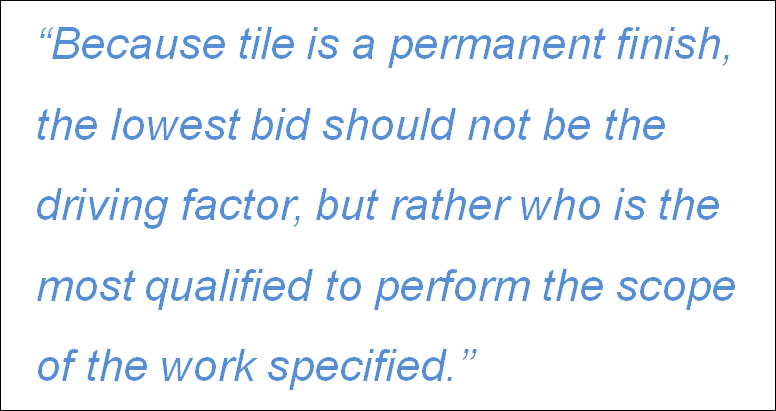 “Because tile is a permanent finish,
the lowest bid should not be the
driving factor, but rather who is the
most qualified to perform the scope
of the work specified.”